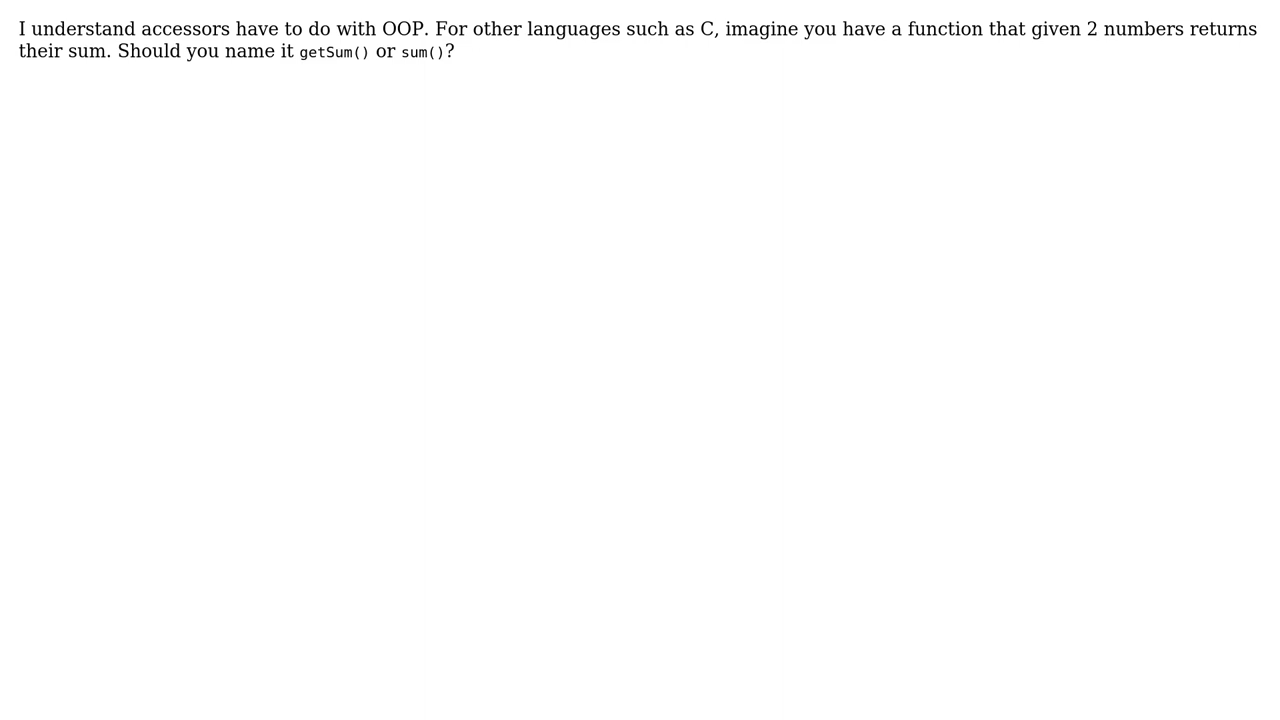 I understand accessors have to do with OOP. For other languages such as C, imagine you have a function that given 2 numbers returns
their sum. Should you name it getSum() or sum()?